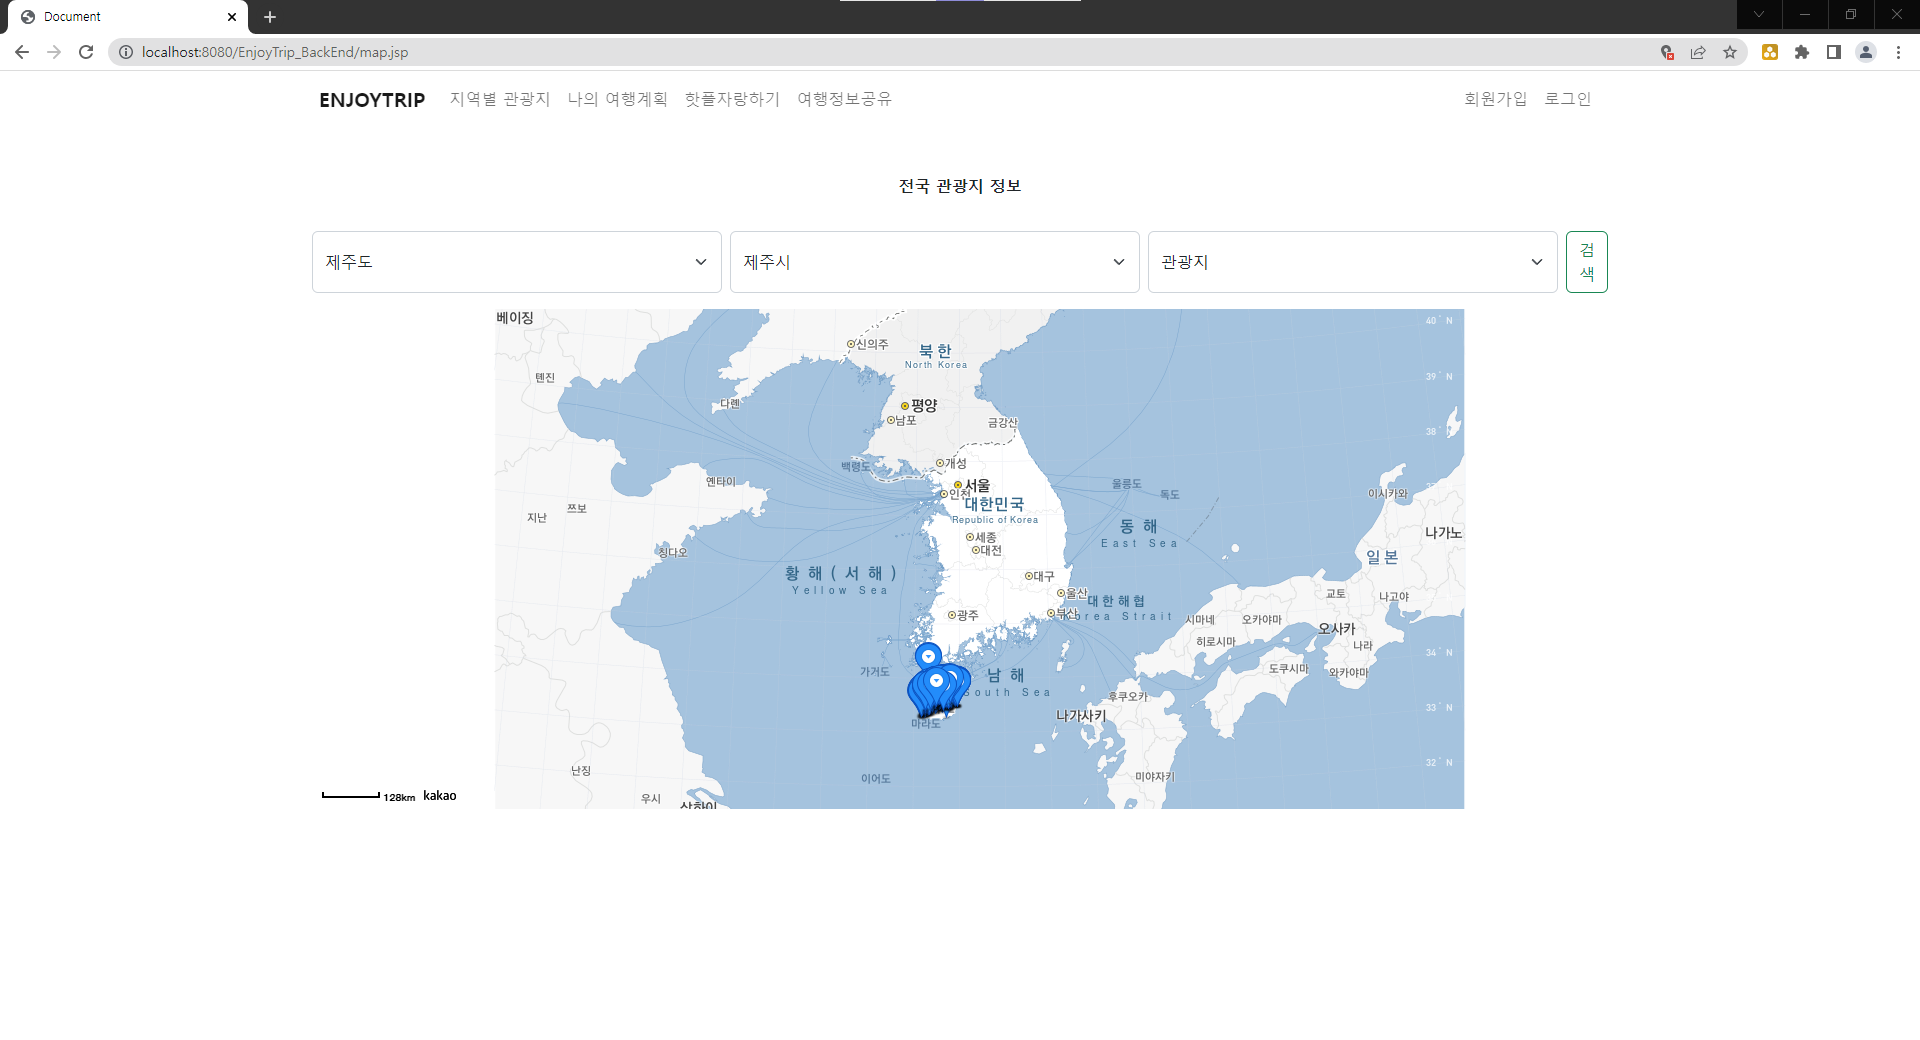 Document
localhost:8080/EnjoyTrip_BackEnd/map.jsp
ENJOYTRIP 지역별 관광지 나의 여행계획 핫플자랑하기 여행정보공유 회원가입 로그인
전국 관광지 정보
제주도 제주시 관광지 검색
베이징
40° N
신의주
북한
North Korea
톈진
39° N
다롄
평양
남포
금강산
38° N
개성
백령도
옌타이
서울
울릉도
이시카와
인천
독도
대한민국
쯔보
지난
Republic of Korea
동해
나가노
세종
East Sea
대전
칭다오
일본
황해(서해)
대구
Yellow Sea
울산
교토
나고야
대한해협
광주
부산
Korea Strait
시마네
오카야마
오사카
히로시마
나라
34° N
가거도
남해
도쿠시마
와카야마
South Sea
후쿠오카
33° N
나가사키
마라도
32° N
난징
이어도
미야자키
128km kakao
우시
상하이